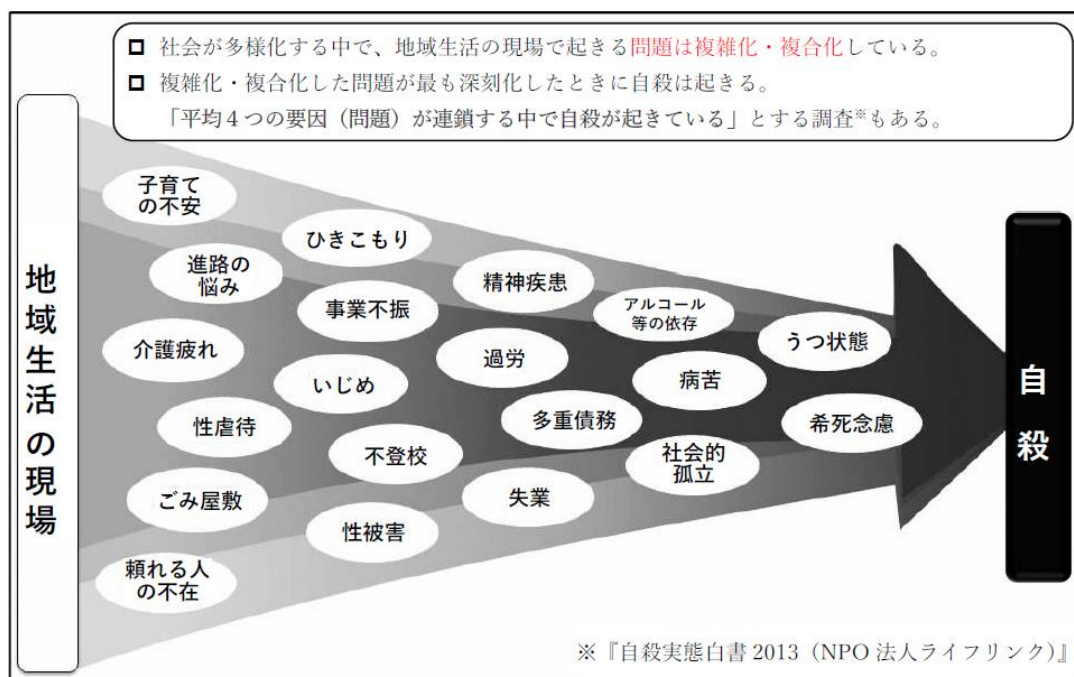 □ 社会が多様化する中で、地域生活の現場で起きる問題は複雑化・複合化している。
□ 複雑化・複合化した問題が最も深刻化したときに自殺は起きる。
「平均４つの要因（問題）が連鎖する中で自殺が起きている」とする調査※もある。
地域生活の現場
子育て
の不安
進路の
悩み
介護疲れ
性虐待
ごみ屋敷
頼れる人
の不在
ひきこもり
事業不振
いじめ
不登校
性被害
精神疾患
過労
多重債務
失業
アルコール
等の依存
病苦
社会的
孤立
うつ状態
希死念慮
自殺
※『自殺実態白書 2013（NPO 法人ライフリンク）』